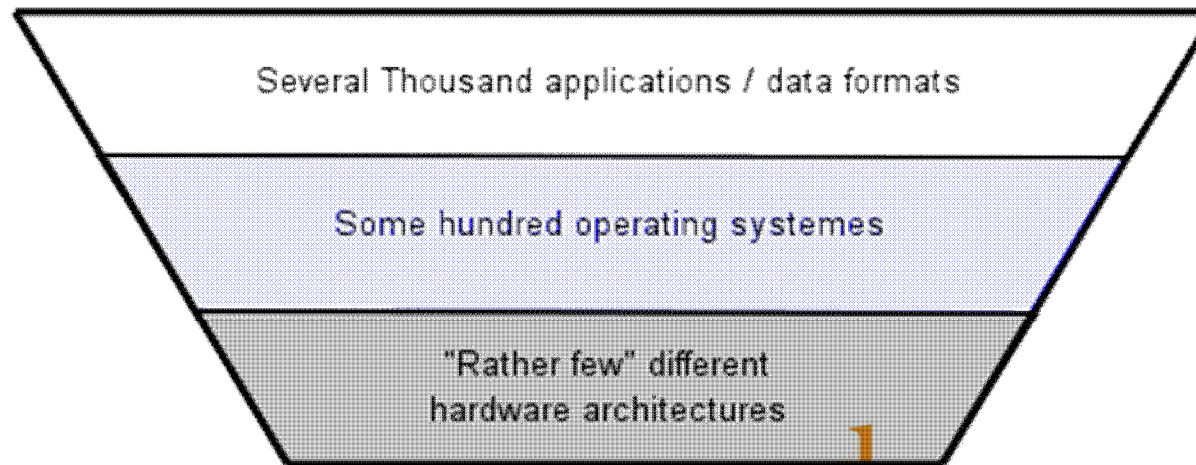 Several Thousand applications / data formats
Some hundred operating systemes
"Rather few" different
hardware architectures